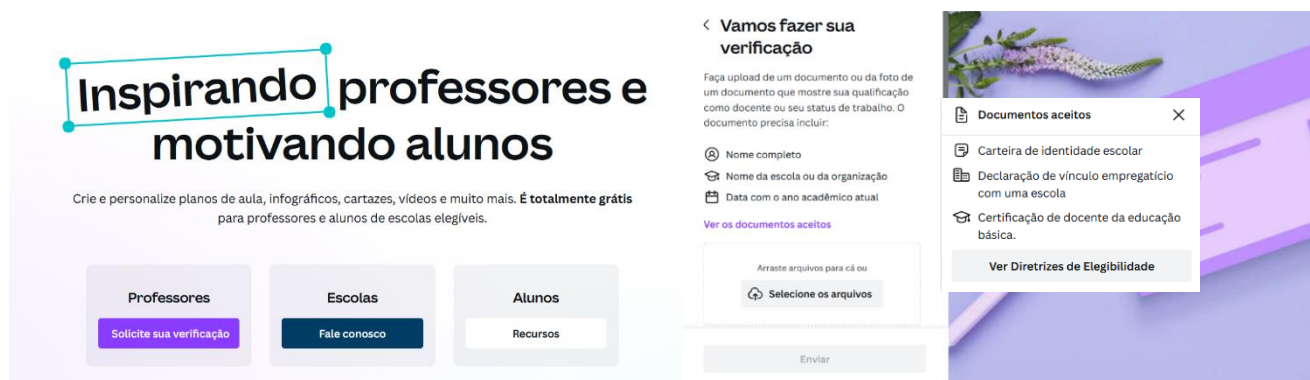 Inspirando professores e
motivando alunos
Crie e personalize planos de aula, infográficos, cartazes, vídeos e muito mais. É totalmente grátis
para professores e alunos de escolas elegíveis.
Professores
Solicite sua verificação
Escolas
Fale conosco
Alunos
Recursos
Vamos fazer sua
verificação
Faça upload de um documento ou da foto de
um documento que mostre sua qualificação
como docente ou seu status de trabalho. O
documento precisa incluir:
Nome completo
Nome da escola ou da organização
Data com o ano acadêmico atual
Ver os documentos aceitos
Arraste arquivos para cá ou
Selecione os arquivos
Enviar
Documentos aceitos
Carteira de identidade escolar
Declaração de vínculo empregatício
com uma escola
Certificação de docente da educação
básica.
Ver Diretrizes de Elegibilidade